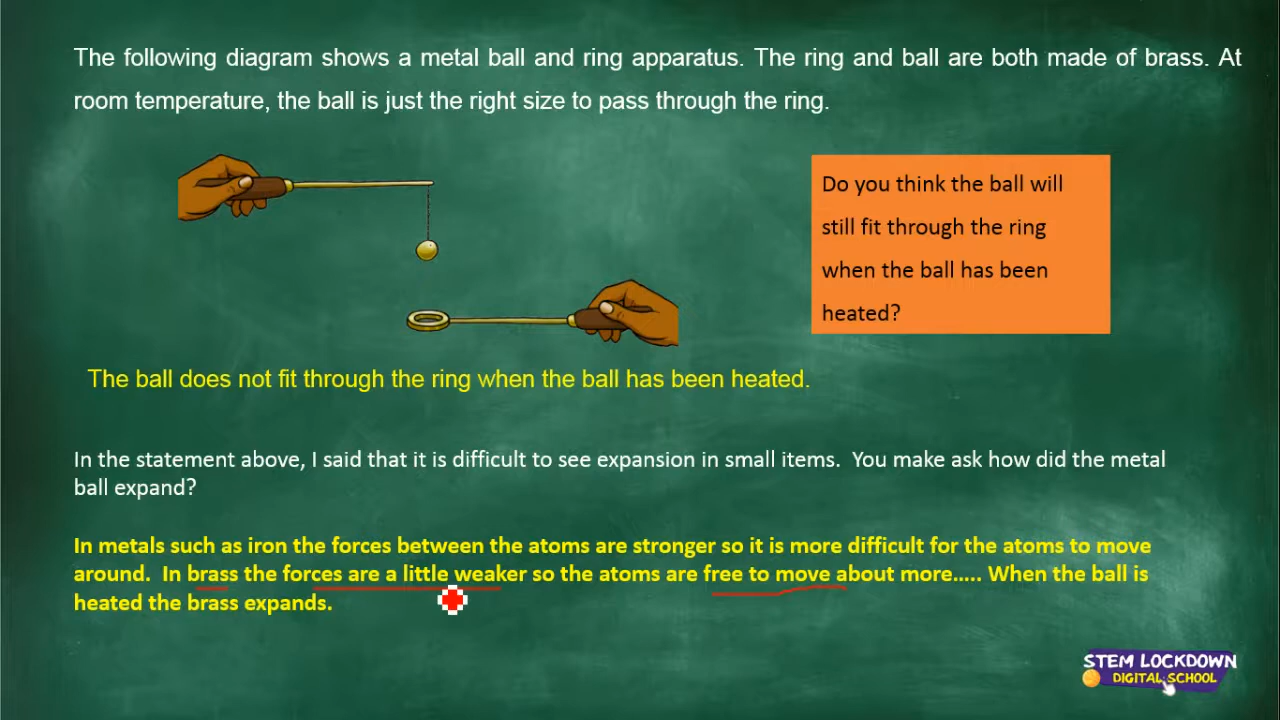 The following diagram shows a metal ball and ring apparatus. The ring and ball are both made of brass. At
room temperature, the ball is just the right size to pass through the ring.
Do you think the ball will
still fit through the ring
when the ball has been
heated?
The ball does not fit through the ring when the ball has been heated.
In the statement above, I said that it is difficult to see expansion in small items. You make ask how did the metal
ball expand?
In metals such as iron the forces between the atoms are stronger so it is more difficult for the atoms to move
around. In brass the forces are a little weaker so the atoms are free to move about more..... When the ball is
heated the brass expands.
STEM LOCKDOWN
DIGITAL SCHOOL